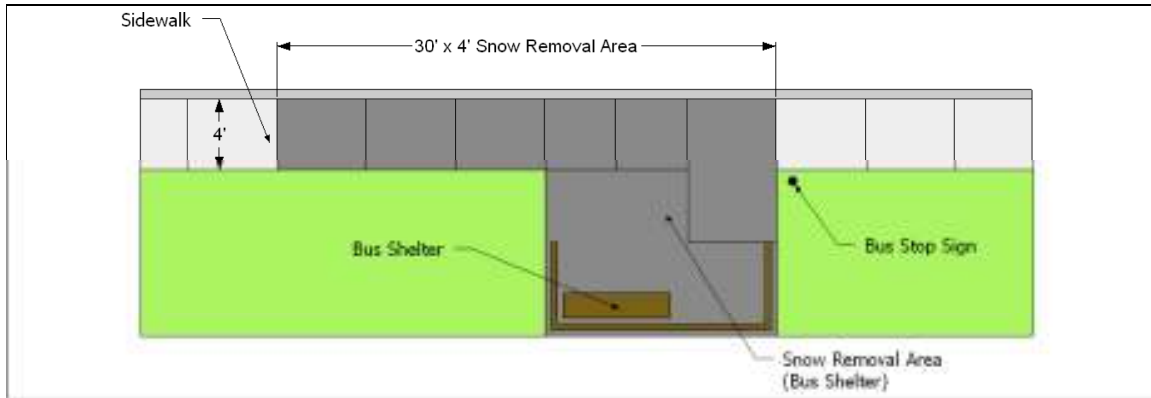 Sidewalk
30' x 4' Snow Removal Area
4'
Bus Shelter
Bus Stop Sign
Snow Removal Area
(Bus Shelter)